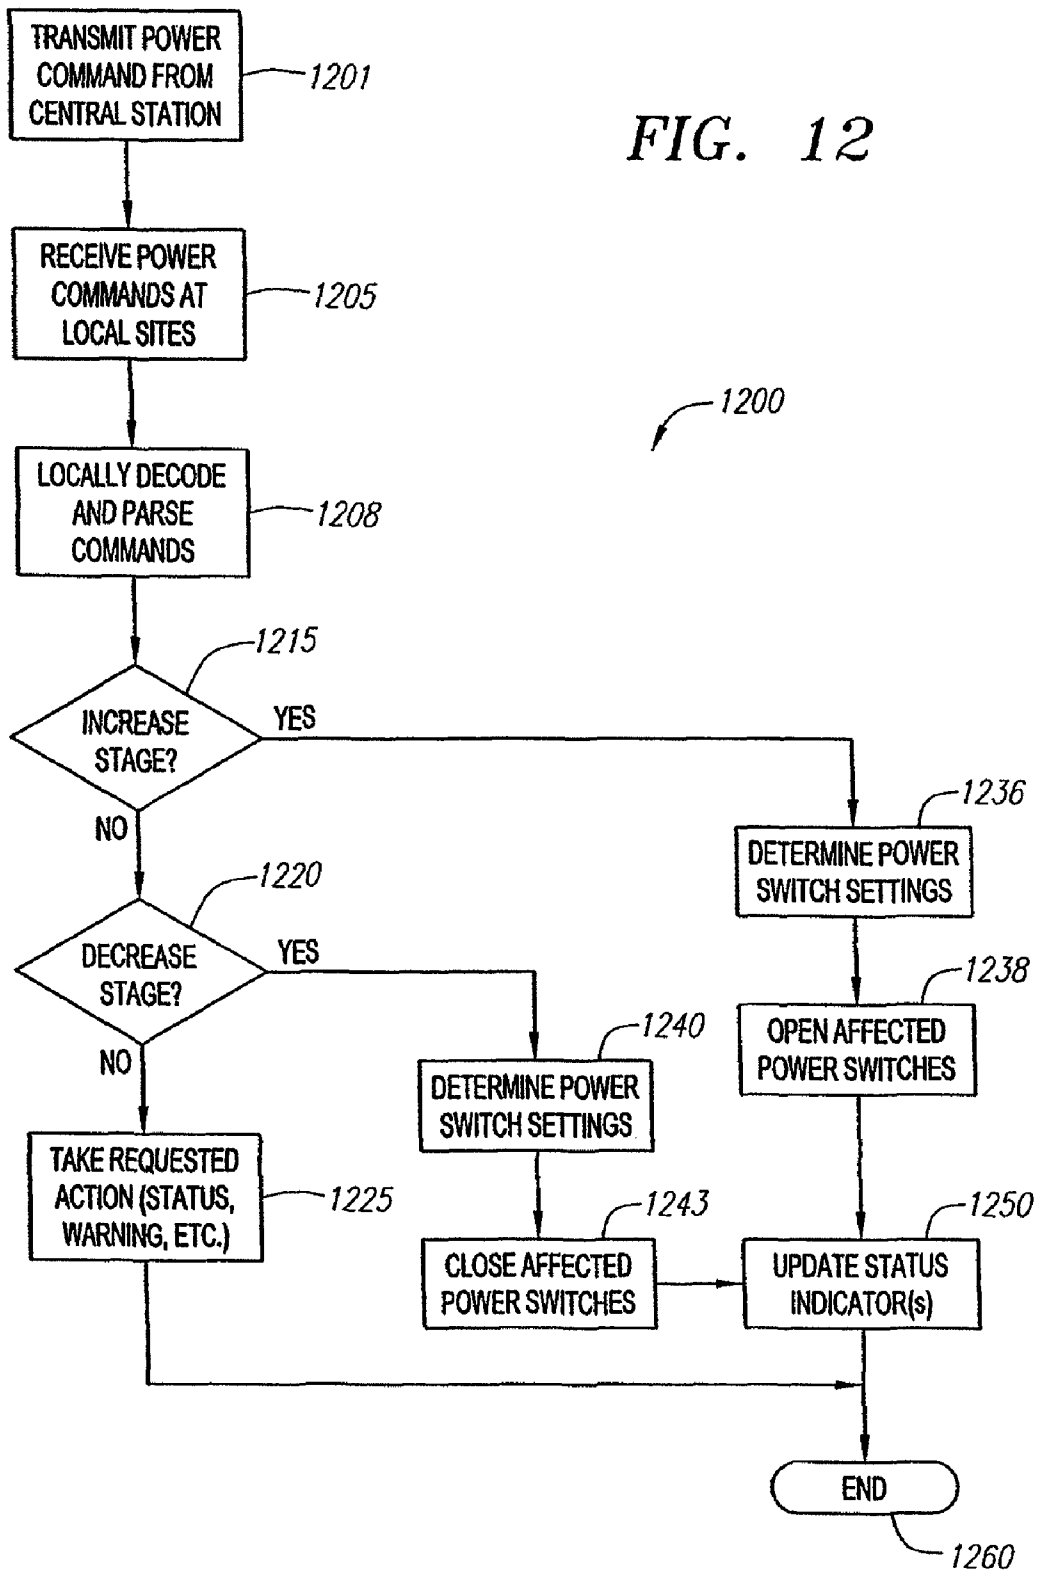 TRANSMIT POWER
COMMAND FROM
CENTRAL STATION
1201
FIG. 12
RECEIVE POWER
COMMANDS AT
LOCAL SITES
1205
1200
LOCALLY DECODE
AND PARSE
COMMANDS
1208
1215
INCREASE
STAGE?
YES
NO
1236
DETERMINE POWER
SWITCH SETTINGS
1220
DECREASE
STAGE?
YES
NO
1238
OPEN AFFECTED
POWER SWITCHES
1240
DETERMINE POWER
SWITCH SETTINGS
TAKE REQUESTED
ACTION (STATUS,
WARNING, ETC.)
1225
1243
CLOSE AFFECTED
POWER SWITCHES
1250
UPDATE STATUS
INDICATOR(s)
END
1260